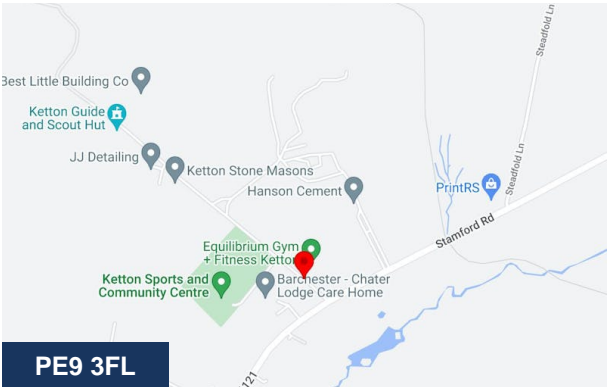 Best Little Building Co
Ketton Guide
and Scout Hut
JJ Detailing
Ketton Stone Masons
Hanson Cement
PrintRS
Steadfold Ln
Steadfold Ln
Stamford Rd
Equilibrium Gym
+ Fitness Ketton
Ketton Sports and
Community Centre
Barchester - Chater
Lodge Care Home
121
PE9 3FL